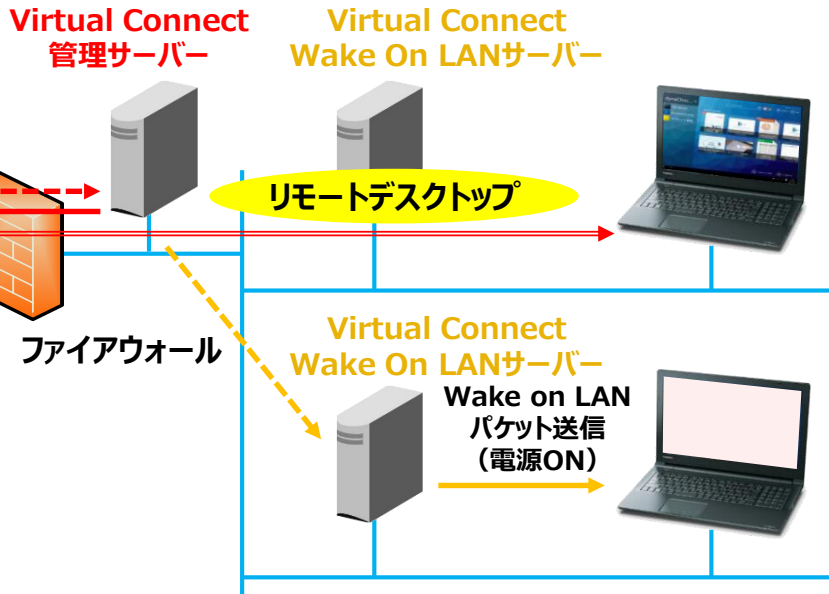 Virtual Connect
管理サーバー
Virtual Connect
Wake On LANサーバー
リモートデスクトップ
ファイアウォール
Virtual Connect
Wake On LANサーバー
Wake on LAN
パケット送信
（電源ON）